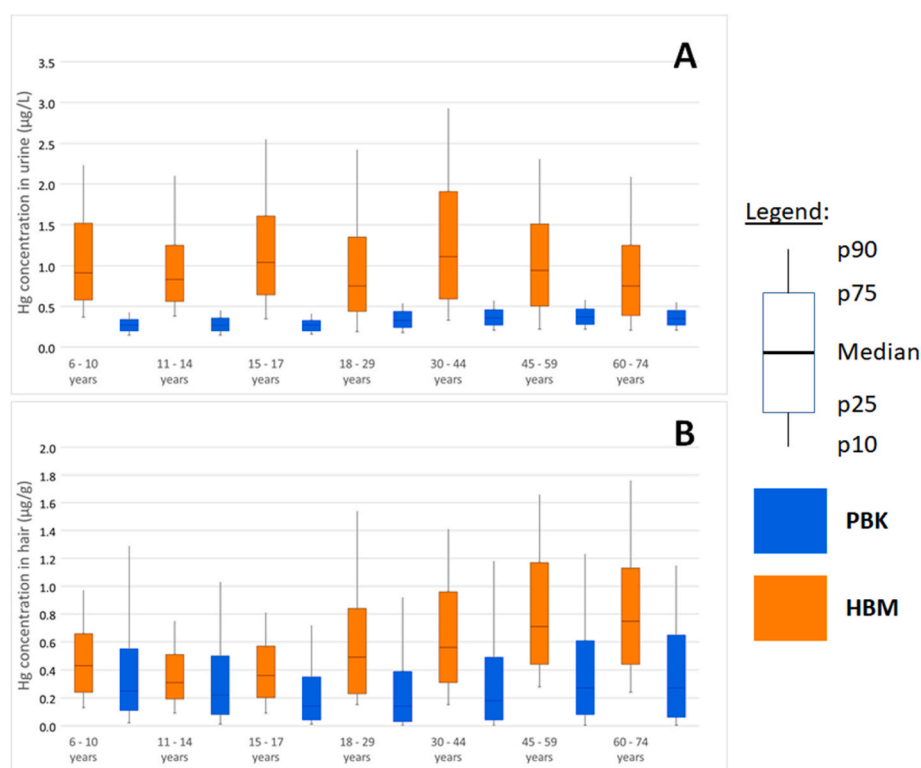 A
Hg concentration in urine (µg/L)
3.5
3.0
2.5
2.0
1.5
1.0
0.5
0.0
6 - 10 years
11 - 14 years
15 - 17 years
18 - 29 years
30 - 44 years
45 - 59 years
60 - 74 years
B
Hg concentration in hair (µg/g)
2.0
1.8
1.6
1.4
1.2
1.0
0.8
0.6
0.4
0.2
0.0
6 - 10 years
11 - 14 years
15 - 17 years
18 - 29 years
30 - 44 years
45 - 59 years
60 - 74 years
Legend:
p90
p75
Median
p25
p10
PBK
HBM